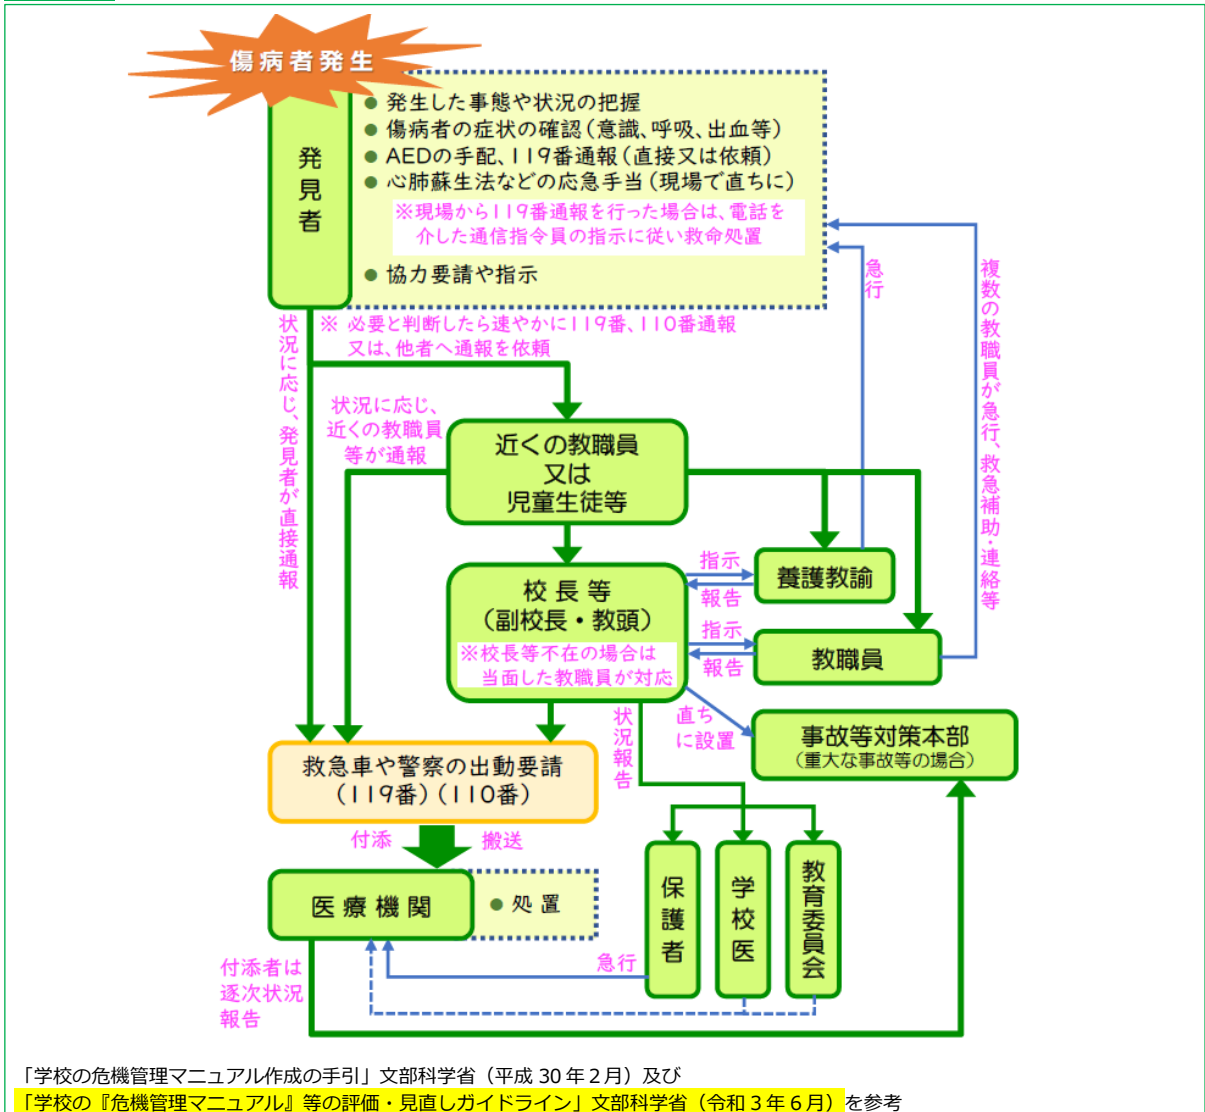 傷病者発生
発見者
● 発生した事態や状況の把握
● 傷病者の症状の確認（意識、呼吸、出血等）
● AEDの手配、119番通報（直接又は依頼）
● 心肺蘇生法などの応急手当（現場で直ちに）
※現場から119番通報を行った場合は、電話を
介した通信指令員の指示に従い救命処置
● 協力要請や指示
※ 必要と判断したら速やかに119番、110番通報
又は、他者へ通報を依頼
状況に応じ、発見者が直接通報
急行
複数の教職員が急行、救急補助・連絡等
状況に応じ、
近くの教職員
等が通報
近くの教職員
又は
児童生徒等
校長等
（副校長・教頭）
※校長等不在の場合は
当面した教職員が対応
指示
報告
養護教諭
指示
報告
教職員
状況報告
直ち
に設置
事故等対策本部
（重大な事故等の場合）
救急車や警察の出動要請
（119番）（110番）
付添
搬送
医療機関
● 処置
保護者
学校医
教育委員会
急行
付添者は
逐次状況
報告
「学校の危機管理マニュアル作成の手引」文部科学省（平成 30 年２月）及び
「学校の『危機管理マニュアル』等の評価・見直しガイドライン」文部科学省（令和３年６月）を参考